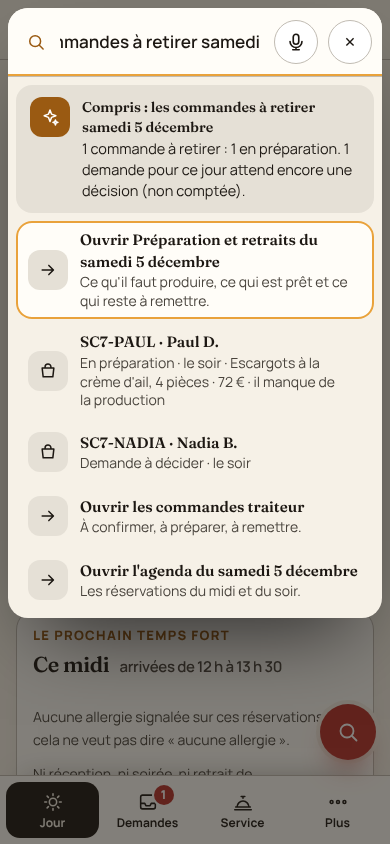 mandes à retirer samedi
Compris : les commandes à retirer
samedi 5 décembre
1 commande à retirer : 1 en préparation. 1
demande pour ce jour attend encore une
décision (non comptée).
Ouvrir Préparation et retraits du
samedi 5 décembre
Ce qu'il faut produire, ce qui est prêt et ce
qui reste à remettre.
SC7-PAUL · Paul D.
En préparation · le soir · Escargots à la
crème d'ail, 4 pièces · 72 € · il manque de
la production
SC7-NADIA · Nadia B.
Demande à décider · le soir
Ouvrir les commandes traiteur
À confirmer, à préparer, à remettre.
Ouvrir l'agenda du samedi 5 décembre
Les réservations du midi et du soir.
LE PROCHAIN TEMPS FORT
Ce midi arrivées de 12 h à 13 h 30
Aucune allergie signalée sur ces réservations
cela ne veut pas dire « aucune allergie ».
Ni réception, ni soirée, ni retrait de
1
Jour Demandes Service Plus